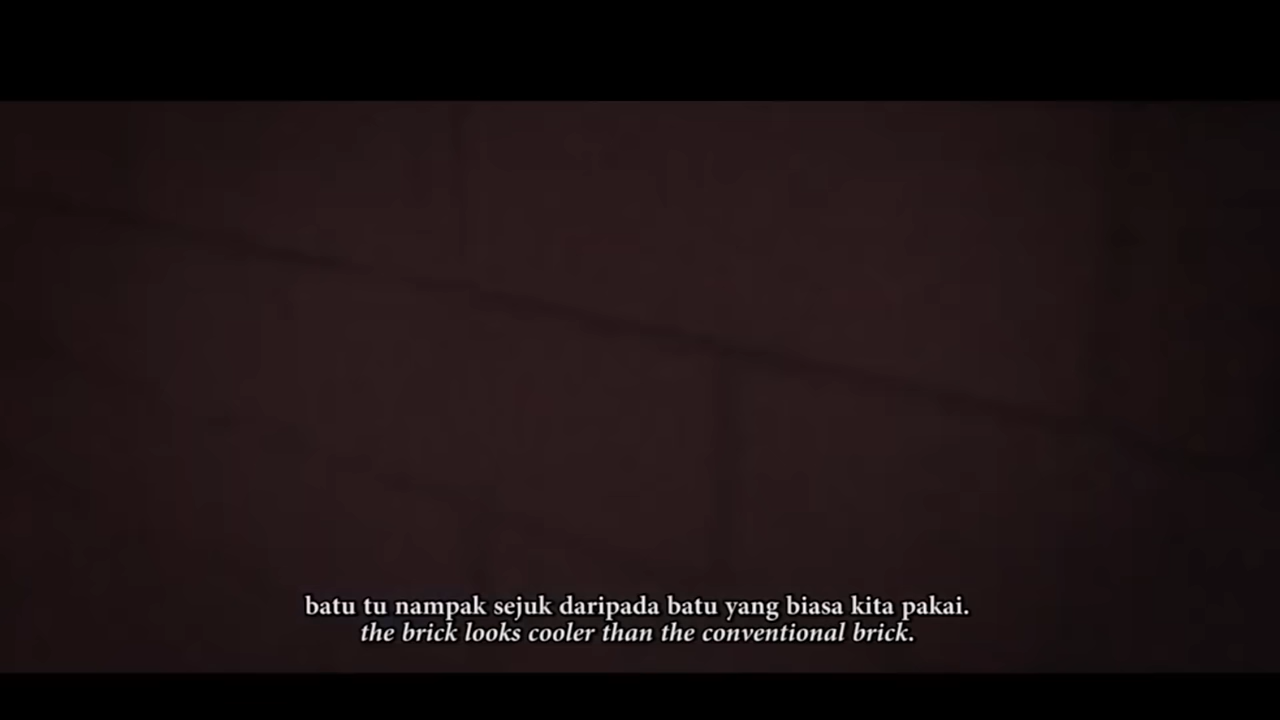 batu tu nampak sejuk daripada batu yang biasa kita pakai.
the brick looks cooler than the conventional brick.